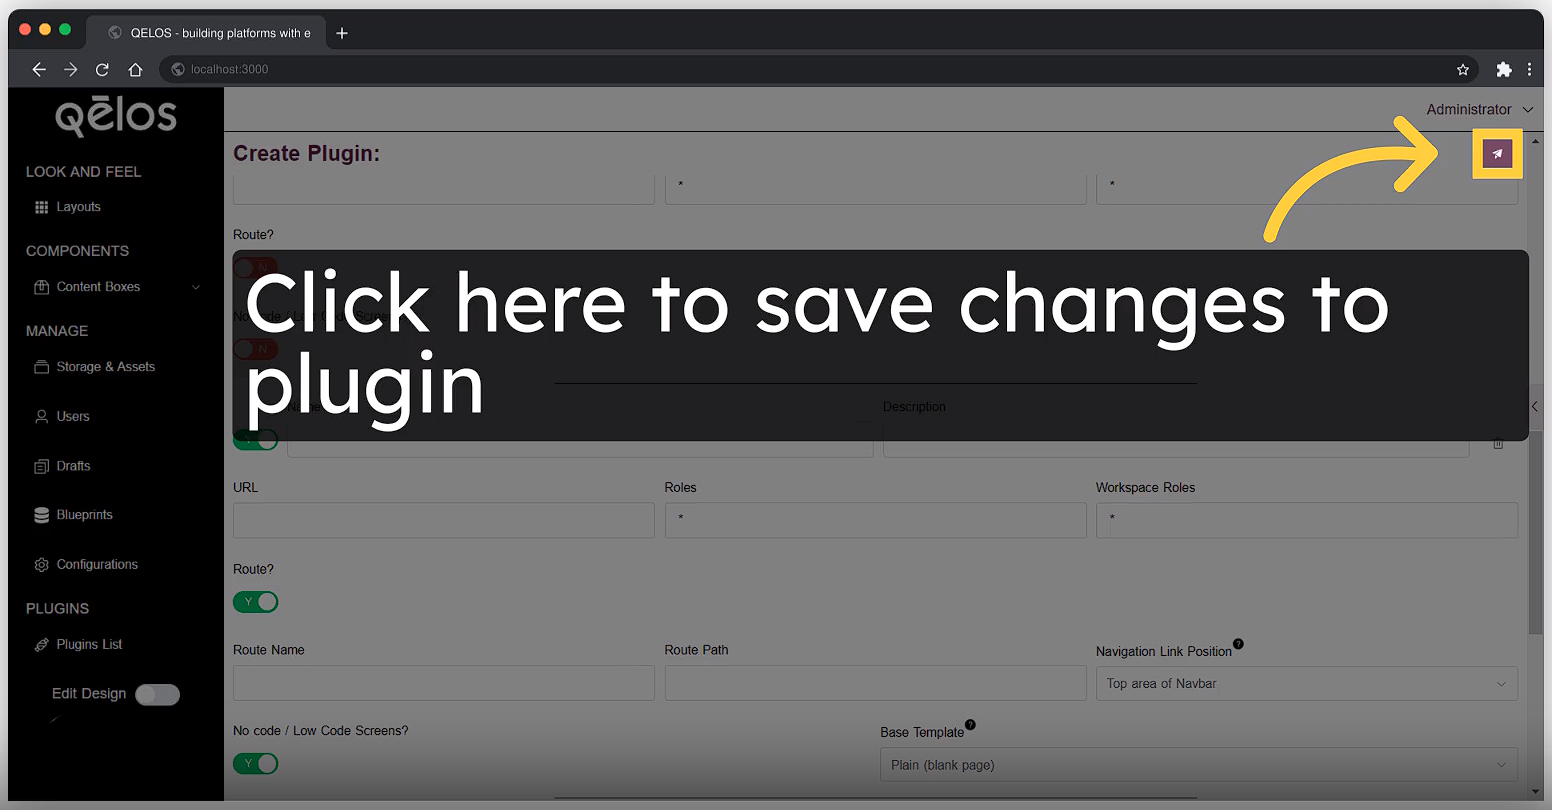 QELOS - building platforms with e
localhost:3000
Qēlos
Administrator
LOOK AND FEEL
Layouts
COMPONENTS
Content Boxes
MANAGE
Storage & Assets
Users
Drafts
Blueprints
Configurations
PLUGINS
Plugins List
Edit Design
Create Plugin:
* *
Route?
N
Click here to save changes to
plugin
No code / Low Code Screens?
N
Name Description
Y
URL Roles Workspace Roles
* *
Route?
Y
Route Name Route Path Navigation Link Position ?
Top area of Navbar
No code / Low Code Screens? Base Template ?
Y Plain (blank page)